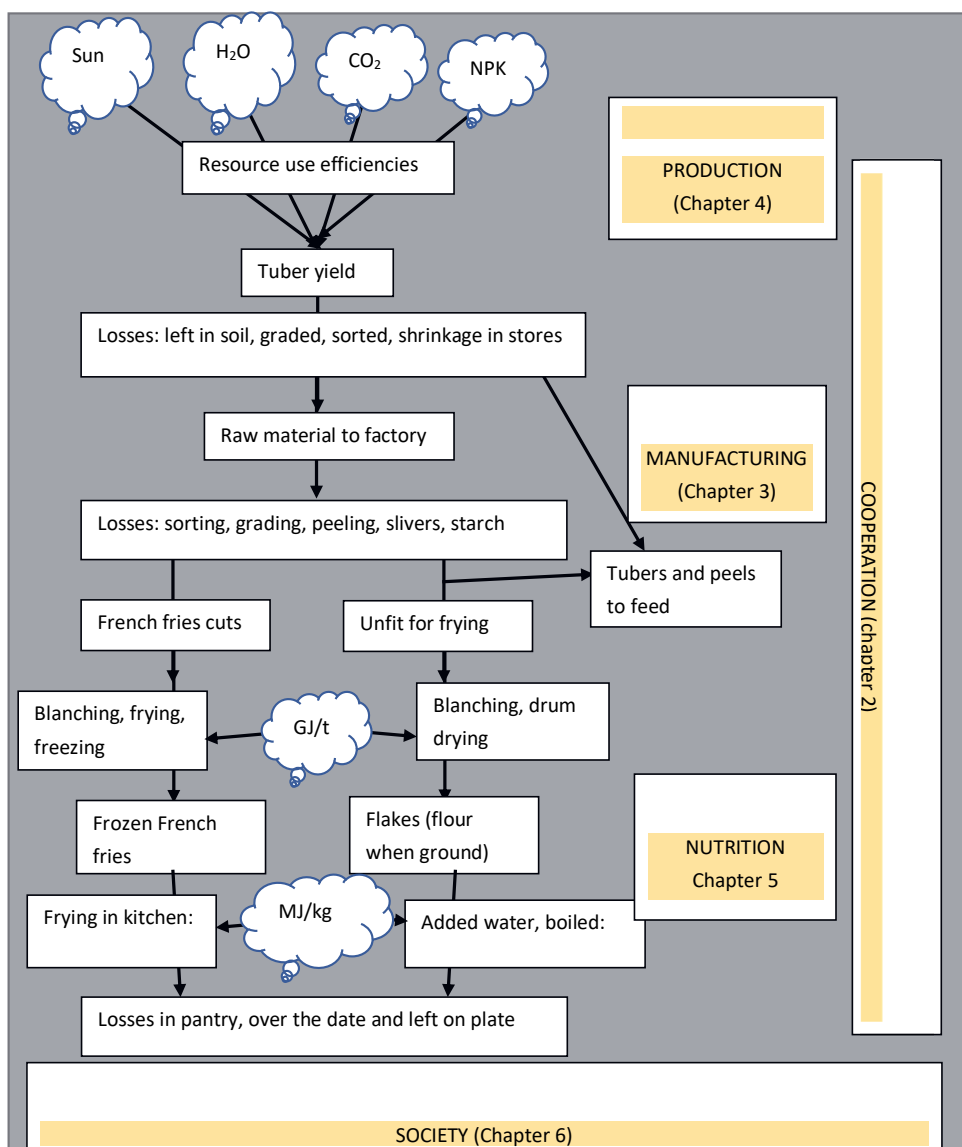 Sun
H₂O
CO₂
NPK
Resource use efficiencies
PRODUCTION
(Chapter 4)
Tuber yield
Losses: left in soil, graded, sorted, shrinkage in stores
Raw material to factory
MANUFACTURING
(Chapter 3)
Losses: sorting, grading, peeling, slivers, starch
Tubers and peels
to feed
French fries cuts
Unfit for frying
COOPERATION (chapter 2)
Blanching, frying,
freezing
GJ/t
Blanching, drum
drying
Frozen French
fries
Flakes (flour
when ground)
NUTRITION
Chapter 5
Frying in kitchen:
MJ/kg
Added water, boiled:
Losses in pantry, over the date and left on plate
SOCIETY (Chapter 6)